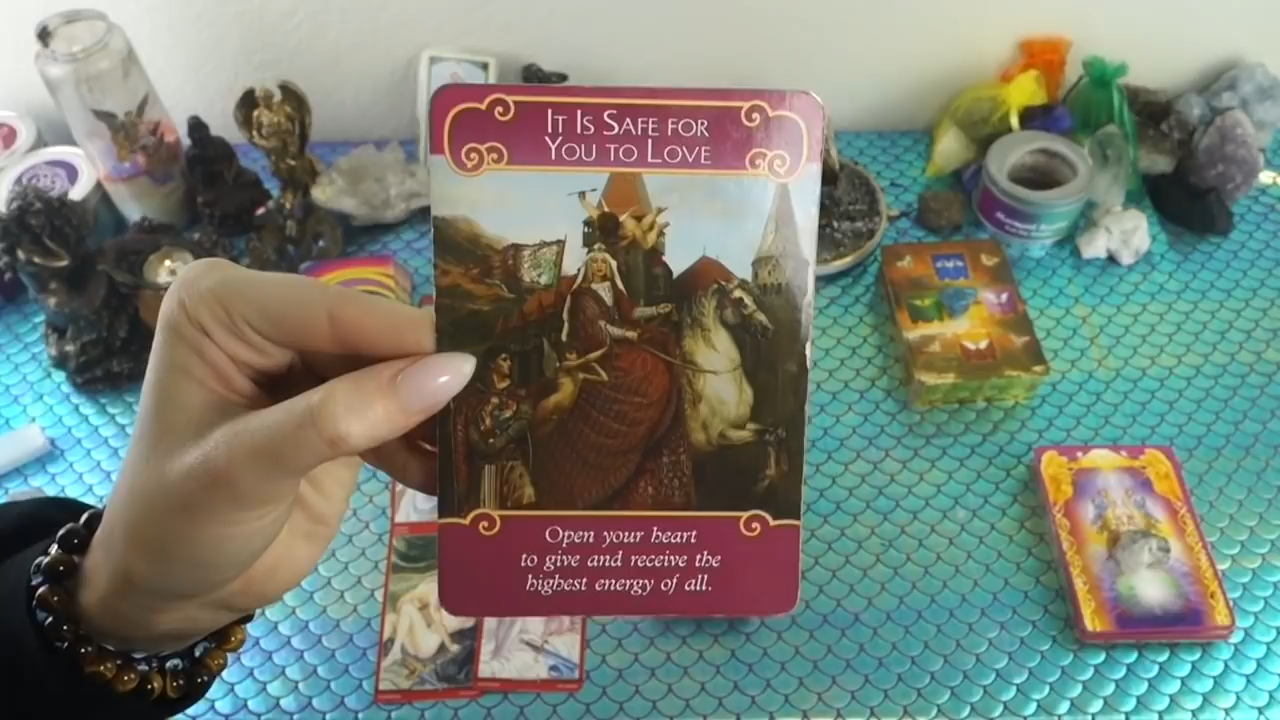 It Is Safe for
You to Love
Open your heart
to give and receive the
highest energy of all.